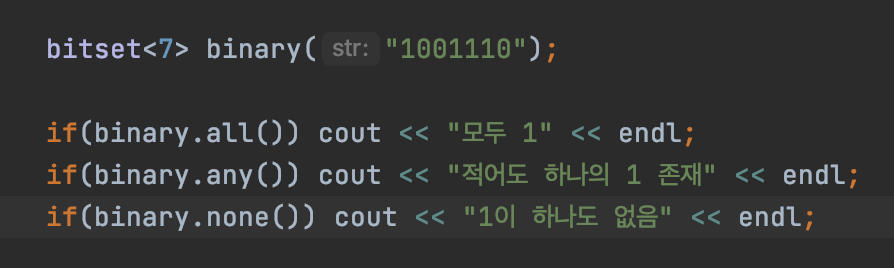 bitset<7> binary( str: "1001110");
if(binary.all()) cout << "모두 1" << endl;
if(binary.any()) cout << "적어도 하나의 1 존재" << endl;
if(binary.none()) cout << "1이 하나도 없음" << endl;